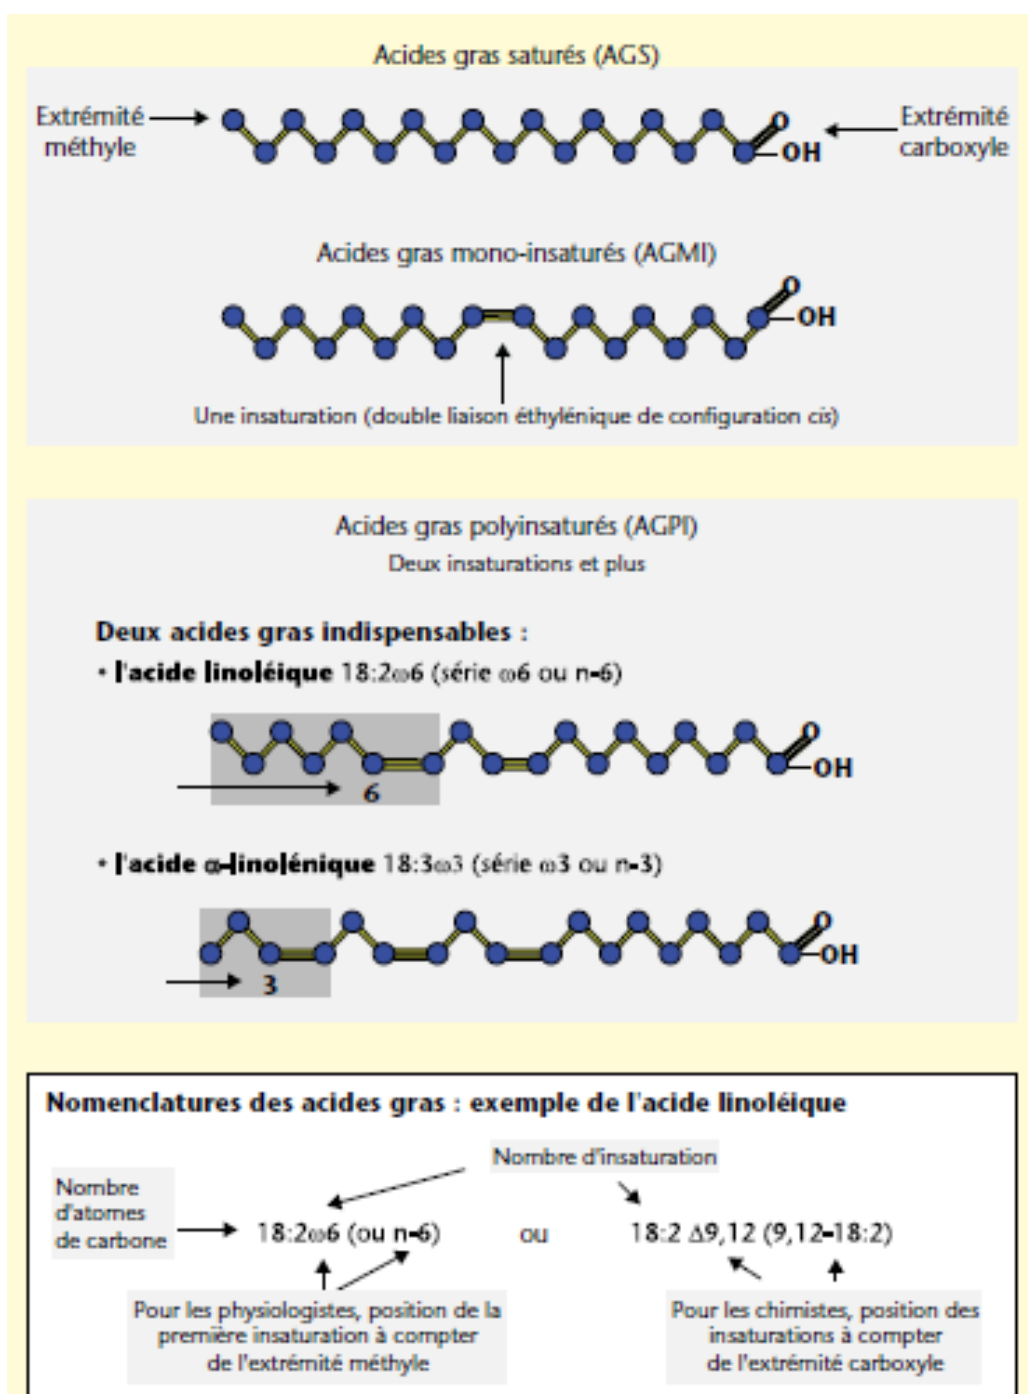 Acides gras saturés (AGS)
Extrémité
méthyle
Extrémité
carboxyle
O
OH
Acides gras mono-insaturés (AGMI)
O
OH
Une insaturation (double liaison éthylénique de configuration cis)
Acides gras polyinsaturés (AGPI)
Deux insaturations et plus
Deux acides gras indispensables :
• l'acide linoléique 18:2ω6 (série ω6 ou n-6)
O
OH
6
• l'acide α-linolénique 18:3ω3 (série ω3 ou n-3)
O
OH
3
Nomenclatures des acides gras : exemple de l'acide linoléique
Nombre d'insaturation
Nombre
d'atomes
de carbone
18:2ω6 (ou n-6) ou 18:2 Δ9,12 (9,12-18:2)
Pour les physiologistes, position de la
première insaturation à compter
de l'extrémité méthyle
Pour les chimistes, position des
insaturations à compter
de l'extrémité carboxyle